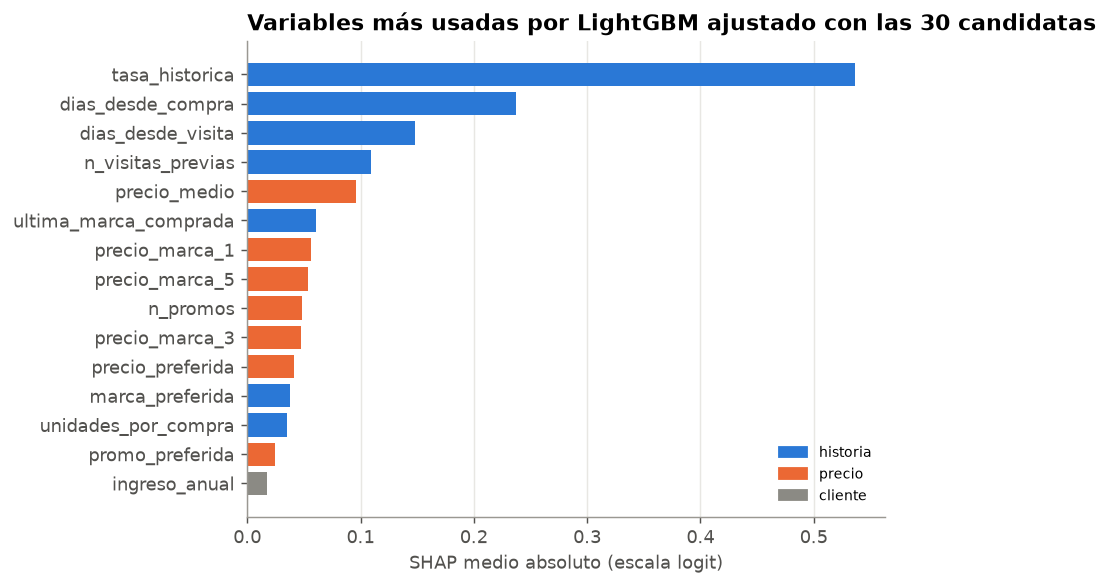 Variables más usadas por LightGBM ajustado con las 30 candidatas
tasa_historica
dias_desde_compra
dias_desde_visita
n_visitas_previas
precio_medio
ultima_marca_comprada
precio_marca_1
precio_marca_5
n_promos
precio_marca_3
precio_preferida
marca_preferida
unidades_por_compra
promo_preferida
ingreso_anual
historia
precio
cliente
0.0 0.1 0.2 0.3 0.4 0.5
SHAP medio absoluto (escala logit)